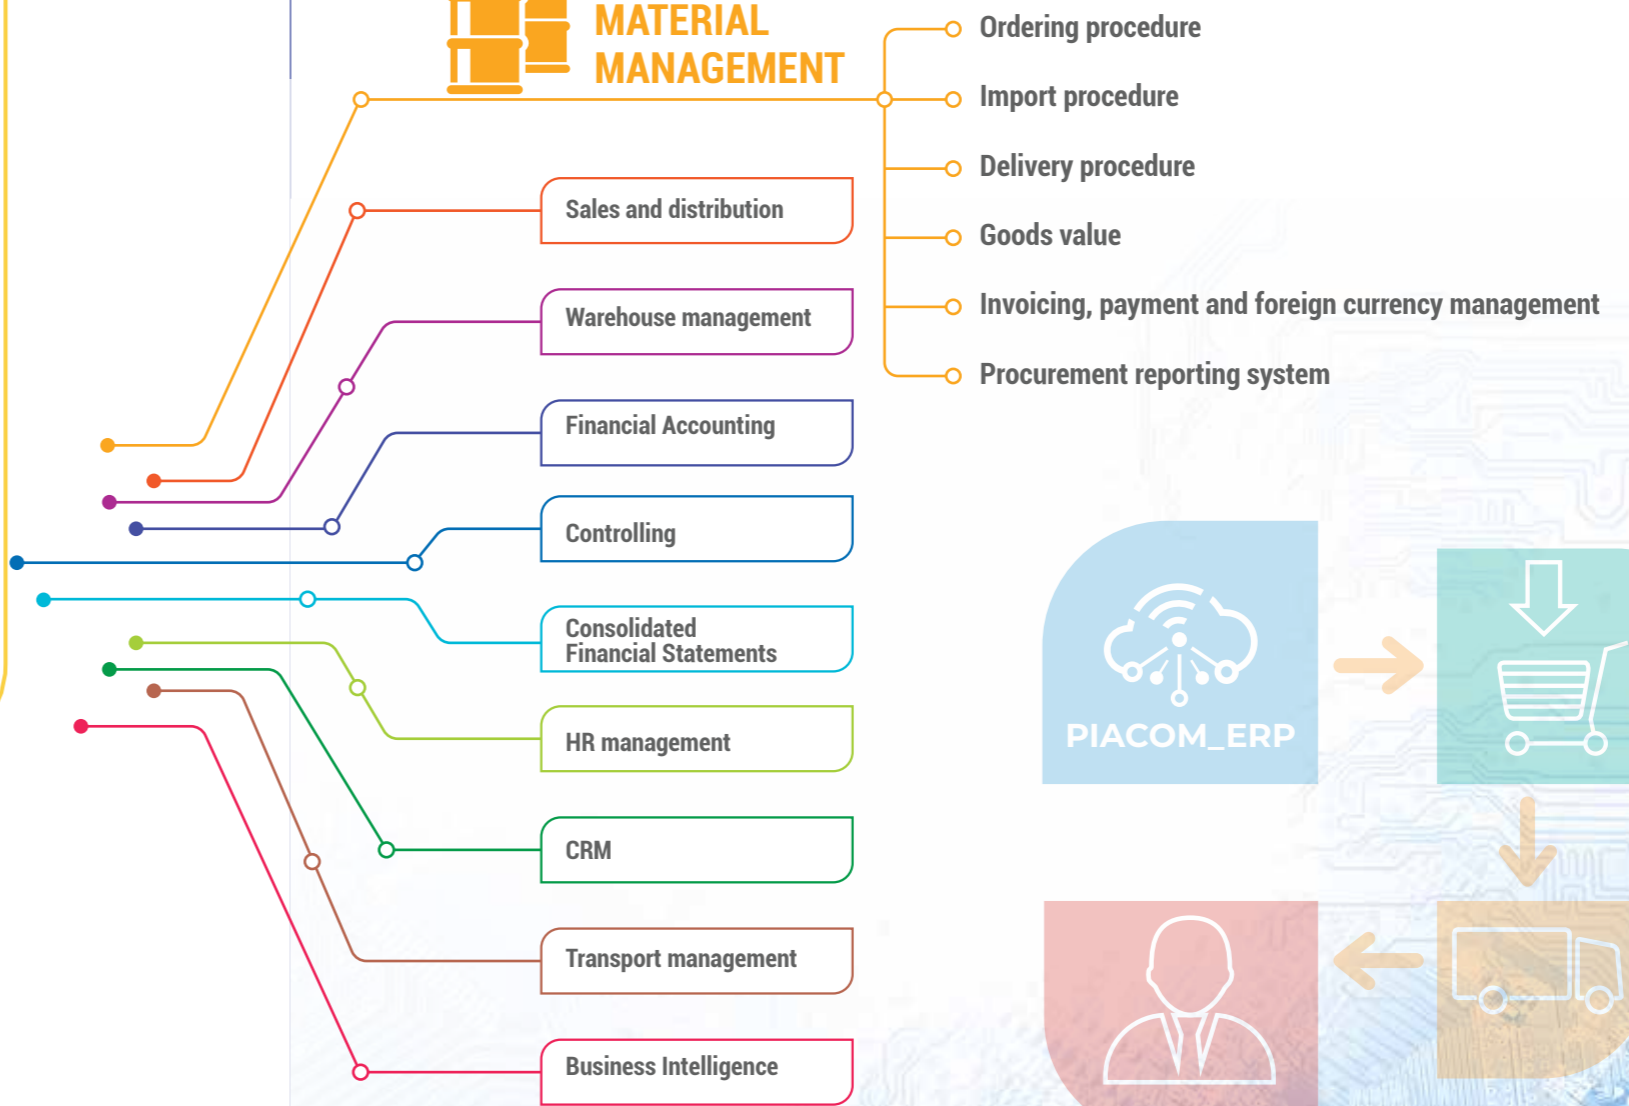 MATERIAL
MANAGEMENT
Ordering procedure
Import procedure
Delivery procedure
Goods value
Invoicing, payment and foreign currency management
Procurement reporting system
Sales and distribution
Warehouse management
Financial Accounting
Controlling
Consolidated
Financial Statements
HR management
CRM
Transport management
Business Intelligence
PIACOM_ERP